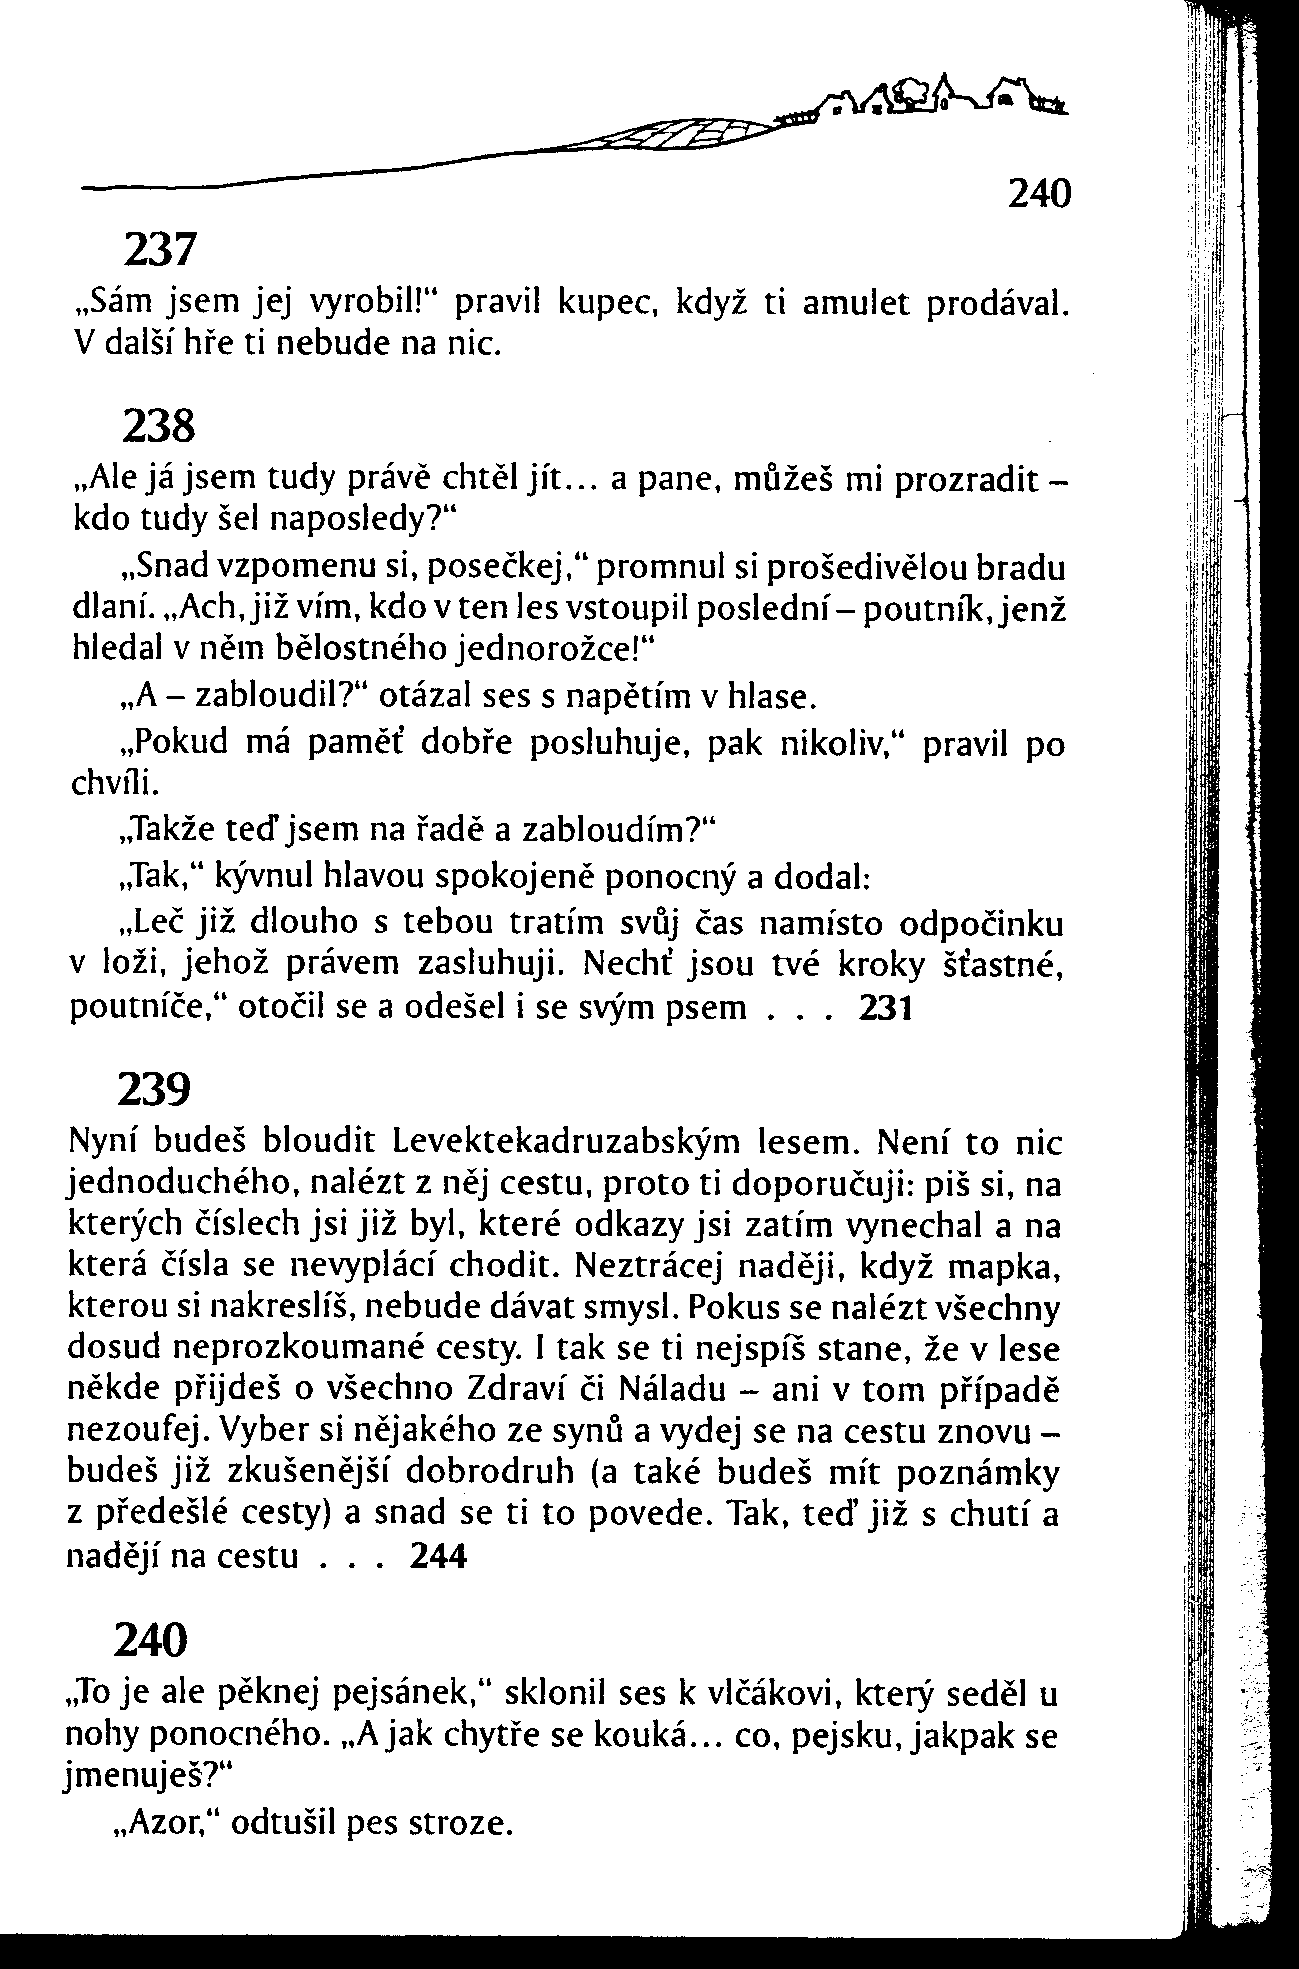 240
237
„Sám jsem jej vyrobil!“ pravil kupec, když ti amulet prodával.
V další hře ti nebude na nic.
238
„Ale já jsem tudy právě chtěl jít... a pane, můžeš mi prozradit –
kdo tudy šel naposledy?“
„Snad vzpomenu si, posečkej,“ promnul si prošedivělou bradu
dlaní. „Ach, již vím, kdo v ten les vstoupil poslední – poutník, jenž
hledal v něm bělostného jednorožce!“
„A – zabloudil?“ otázal ses s napětím v hlase.
„Pokud má paměť dobře posluhuje, pak nikoliv,“ pravil po
chvíli.
„Takže teď jsem na řadě a zabloudím?“
„Tak,“ kývnul hlavou spokojeně ponocný a dodal:
„Leč již dlouho s tebou tratím svůj čas namísto odpočinku
v loži, jehož právem zasluhuji. Nechť jsou tvé kroky šťastné,
poutníče,“ otočil se a odešel i se svým psem . . . 231
239
Nyní budeš bloudit Levektekadruzabským lesem. Není to nic
jednoduchého, nalézt z něj cestu, proto ti doporučuji: piš si, na
kterých číslech jsi již byl, které odkazy jsi zatím vynechal a na
která čísla se nevyplácí chodit. Neztrácej naději, když mapka,
kterou si nakreslíš, nebude dávat smysl. Pokus se nalézt všechny
dosud neprozkoumané cesty. I tak se ti nejspíš stane, že v lese
někde přijdeš o všechno Zdraví či Náladu – ani v tom případě
nezoufej. Vyber si nějakého ze synů a vydej se na cestu znovu –
budeš již zkušenější dobrodruh (a také budeš mít poznámky
z předešlé cesty) a snad se ti to povede. Tak, teď již s chutí a
nadějí na cestu . . . 244
240
„To je ale pěknej pejsánek,“ sklonil ses k vlčákovi, který seděl u
nohy ponocného. „A jak chytře se kouká... co, pejsku, jakpak se
jmenuješ?“
„Azor,“ odtušil pes stroze.